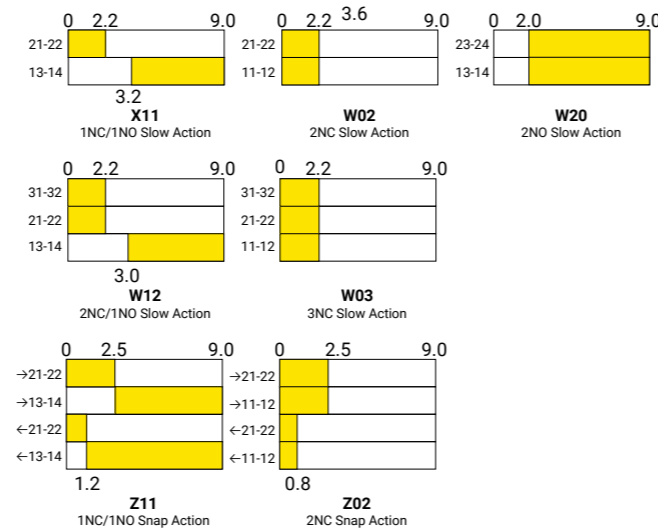 0 2.2 9.0
21-22
13-14
3.2
X11
1NC/1NO Slow Action
0 2.2 3.6 9.0
21-22
11-12
W02
2NC Slow Action
0 2.0 9.0
23-24
13-14
W20
2NO Slow Action
0 2.2 9.0
31-32
21-22
13-14
3.0
W12
2NC/1NO Slow Action
0 2.2 9.0
31-32
21-22
11-12
W03
3NC Slow Action
0 2.5 9.0
→21-22
→13-14
←21-22
←13-14
1.2
Z11
1NC/1NO Snap Action
0 2.5 9.0
→21-22
→11-12
←21-22
←11-12
0.8
Z02
2NC Snap Action